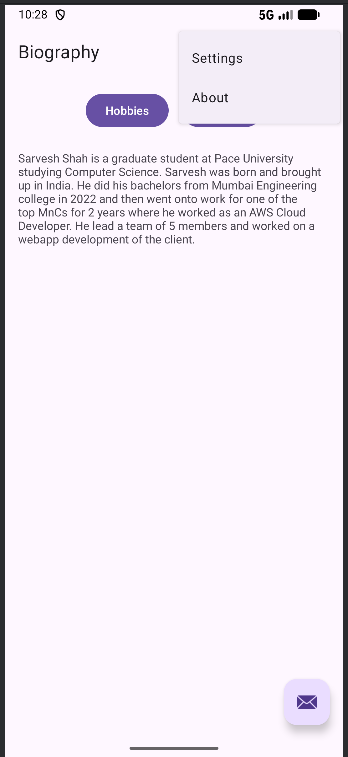 10:28 5G
Biography
Settings
About
Hobbies
Sarvesh Shah is a graduate student at Pace University
studying Computer Science. Sarvesh was born and brought
up in India. He did his bachelors from Mumbai Engineering
college in 2022 and then went onto work for one of the
top MnCs for 2 years where he worked as an AWS Cloud
Developer. He lead a team of 5 members and worked on a
webapp development of the client.